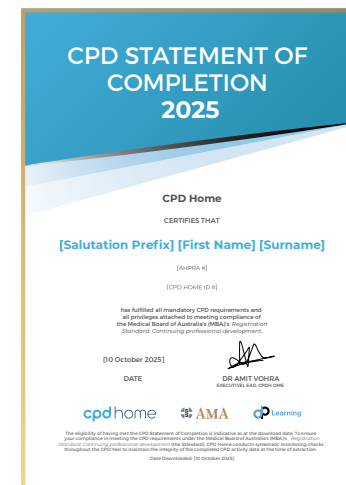 CPD STATEMENT OF
COMPLETION
2025
CPD Home
CERTIFIES THAT
[Salutation Prefix] [First Name] [Surname]
[AHPRA #]
[CPD HOME ID #]
has fulfilled all mandatory CPD requirements and
all privileges attached to meeting compliance of
the Medical Board of Australia's (MBA)'s Registration
Standard: Continuing professional development.
[10 October 2025]
DATE
DR AMIT VOHRA
EXECUTIVEL EAD, CPDH OME
cpdhome
AMA
dp Learning
The eligibility of having met the CPD Statement of Completion is indicative as at the download date. To ensure
your compliance in meeting the CPD requirements under the Medical Board of Australia's (MBA)'s Registration
Standard: Continuing professional development (the Standard); CPD Home conducts systematic monitoring checks
throughout the CPD Year to maintain the integrity of the completed CPD activity data at the time of extraction.
Date Downloaded: [10 October 2025]